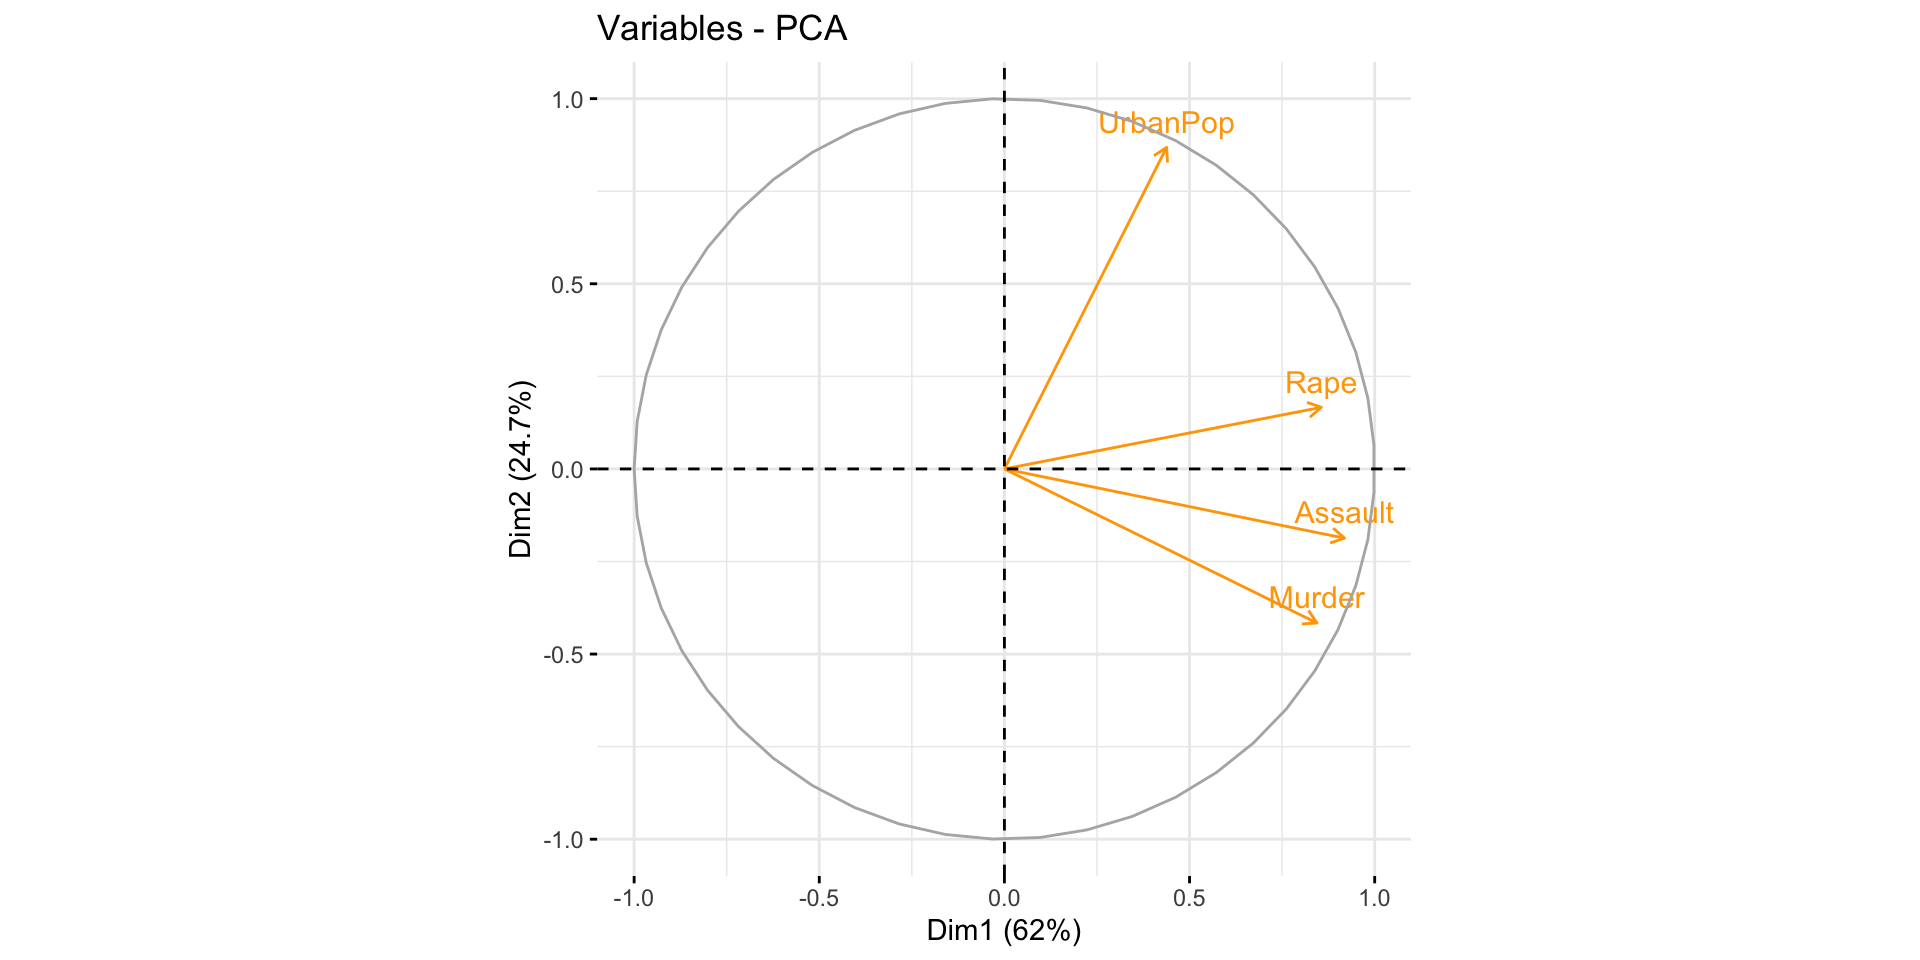 Variables - PCA
1.0
0.5
0.0
-0.5
-1.0
Dim2 (24.7%)
UrbanPop
Rape
Assault
Murder
-1.0
-0.5
0.0
0.5
1.0
Dim1 (62%)